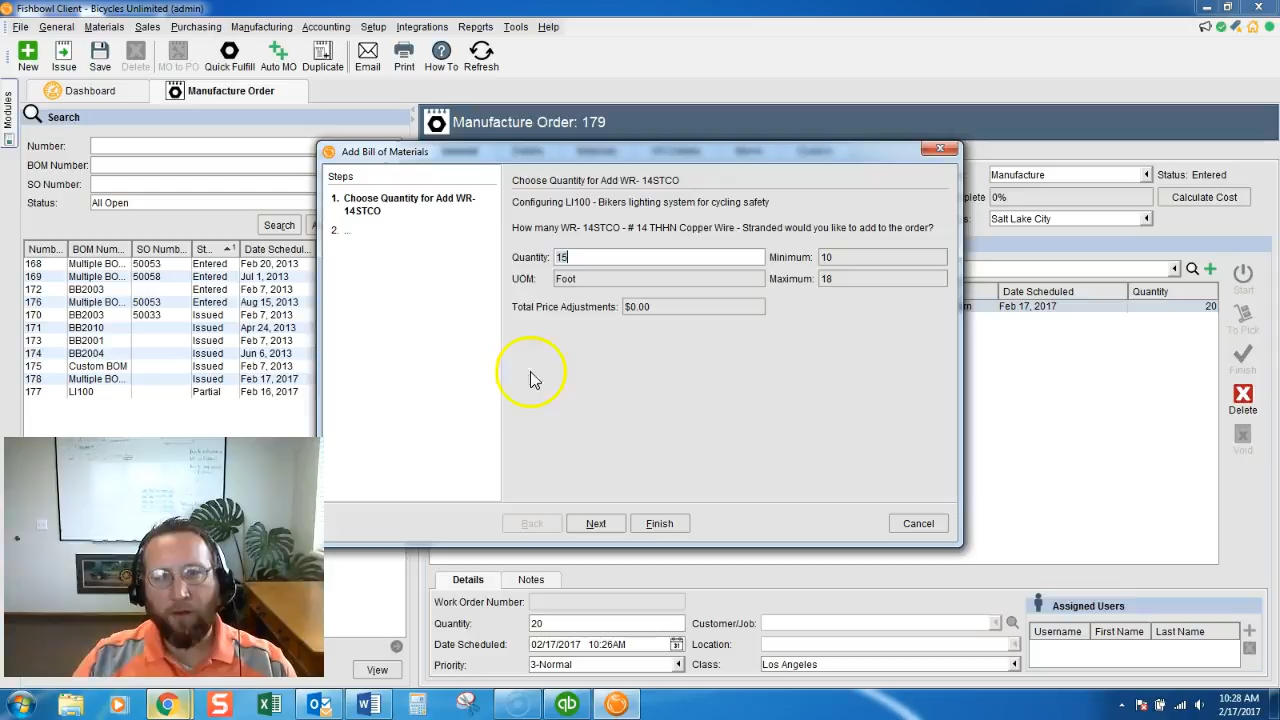 Fishbowl Client - Bicycles Unlimited (admin)
File General Materials Sales Purchasing Manufacturing Accounting Setup Integrations Reports Tools Help
New Issue Save Delete MO to PO Quick Fulfill Auto MO Duplicate Email Print How To Refresh
Modules
Dashboard Manufacture Order
Search
Number:
BOM Number:
SO Number:
Status: All Open
Search
Numb... BOM Num... SO Numb... St... 1 Date Schedul...
168 Multiple BO... 50053 Entered Feb 20, 2013
169 Multiple BO... 50058 Entered Jul 1, 2013
172 BB2003 Entered Feb 7, 2013
176 Multiple BO... 50053 Entered Aug 15, 2013
170 BB2003 50033 Issued Feb 7, 2013
171 BB2010 Issued Apr 24, 2013
173 BB2001 Issued Feb 7, 2013
174 BB2004 Issued Jun 6, 2013
175 Custom BOM Issued Feb 7, 2013
178 Multiple BO... Issued Feb 17, 2017
177 LI100 Partial Feb 16, 2017
View
Manufacture Order: 179
Manufacture Status: Entered
0% Calculate Cost
Salt Lake City
Date Scheduled Quantity
Feb 17, 2017 20
Start
To Pick
Finish
Delete
Void
Add Bill of Materials
Steps
1. Choose Quantity for Add WR-
14STCO
2. ...
Choose Quantity for Add WR- 14STCO
Configuring LI100 - Bikers lighting system for cycling safety
How many WR- 14STCO - # 14 THHN Copper Wire - Stranded would you like to add to the order?
Quantity: 15 Minimum: 10
UOM: Foot Maximum: 18
Total Price Adjustments: $0.00
Back Next Finish Cancel
Details Notes
Work Order Number:
Quantity: 20 Customer/Job:
Date Scheduled: 02/17/2017 10:26AM Location:
Priority: 3-Normal Class: Los Angeles
Assigned Users
Username First Name Last Name
10:28 AM
2/17/2017